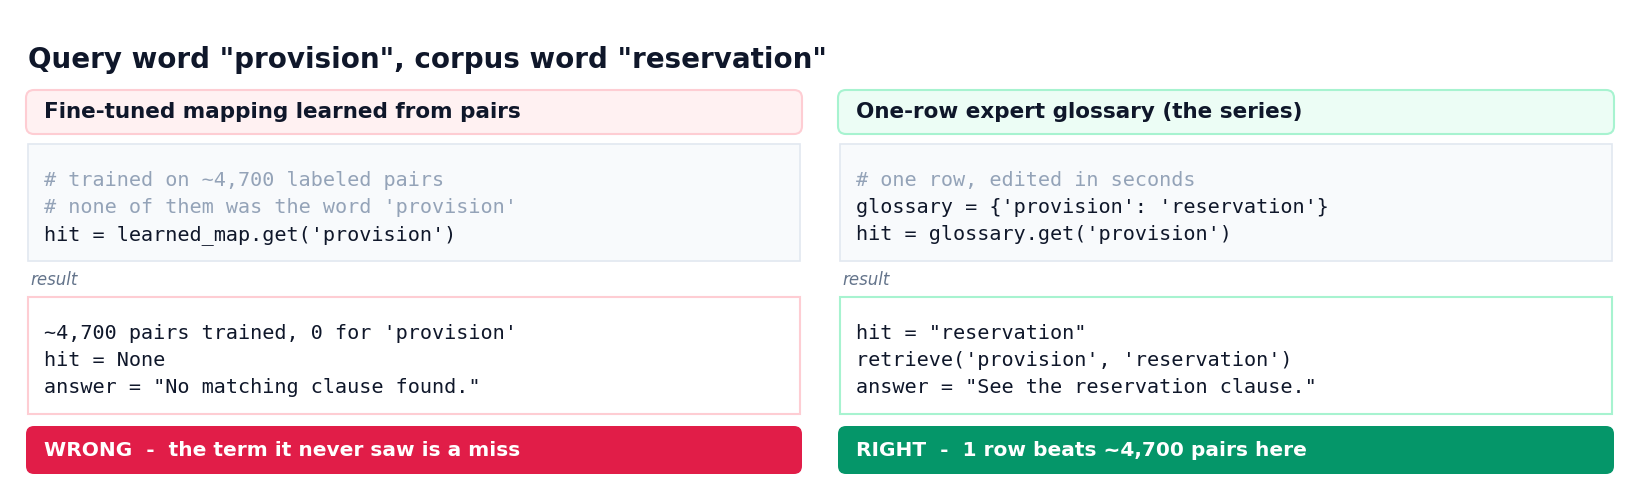 Query word "provision", corpus word "reservation"
Fine-tuned mapping learned from pairs
# trained on ~4,700 labeled pairs
# none of them was the word 'provision'
hit = learned_map.get('provision')
result
~4,700 pairs trained, 0 for 'provision'
hit = None
answer = "No matching clause found."
WRONG - the term it never saw is a miss
One-row expert glossary (the series)
# one row, edited in seconds
glossary = {'provision': 'reservation'}
hit = glossary.get('provision')
result
hit = "reservation"
retrieve('provision', 'reservation')
answer = "See the reservation clause."
RIGHT - 1 row beats ~4,700 pairs here